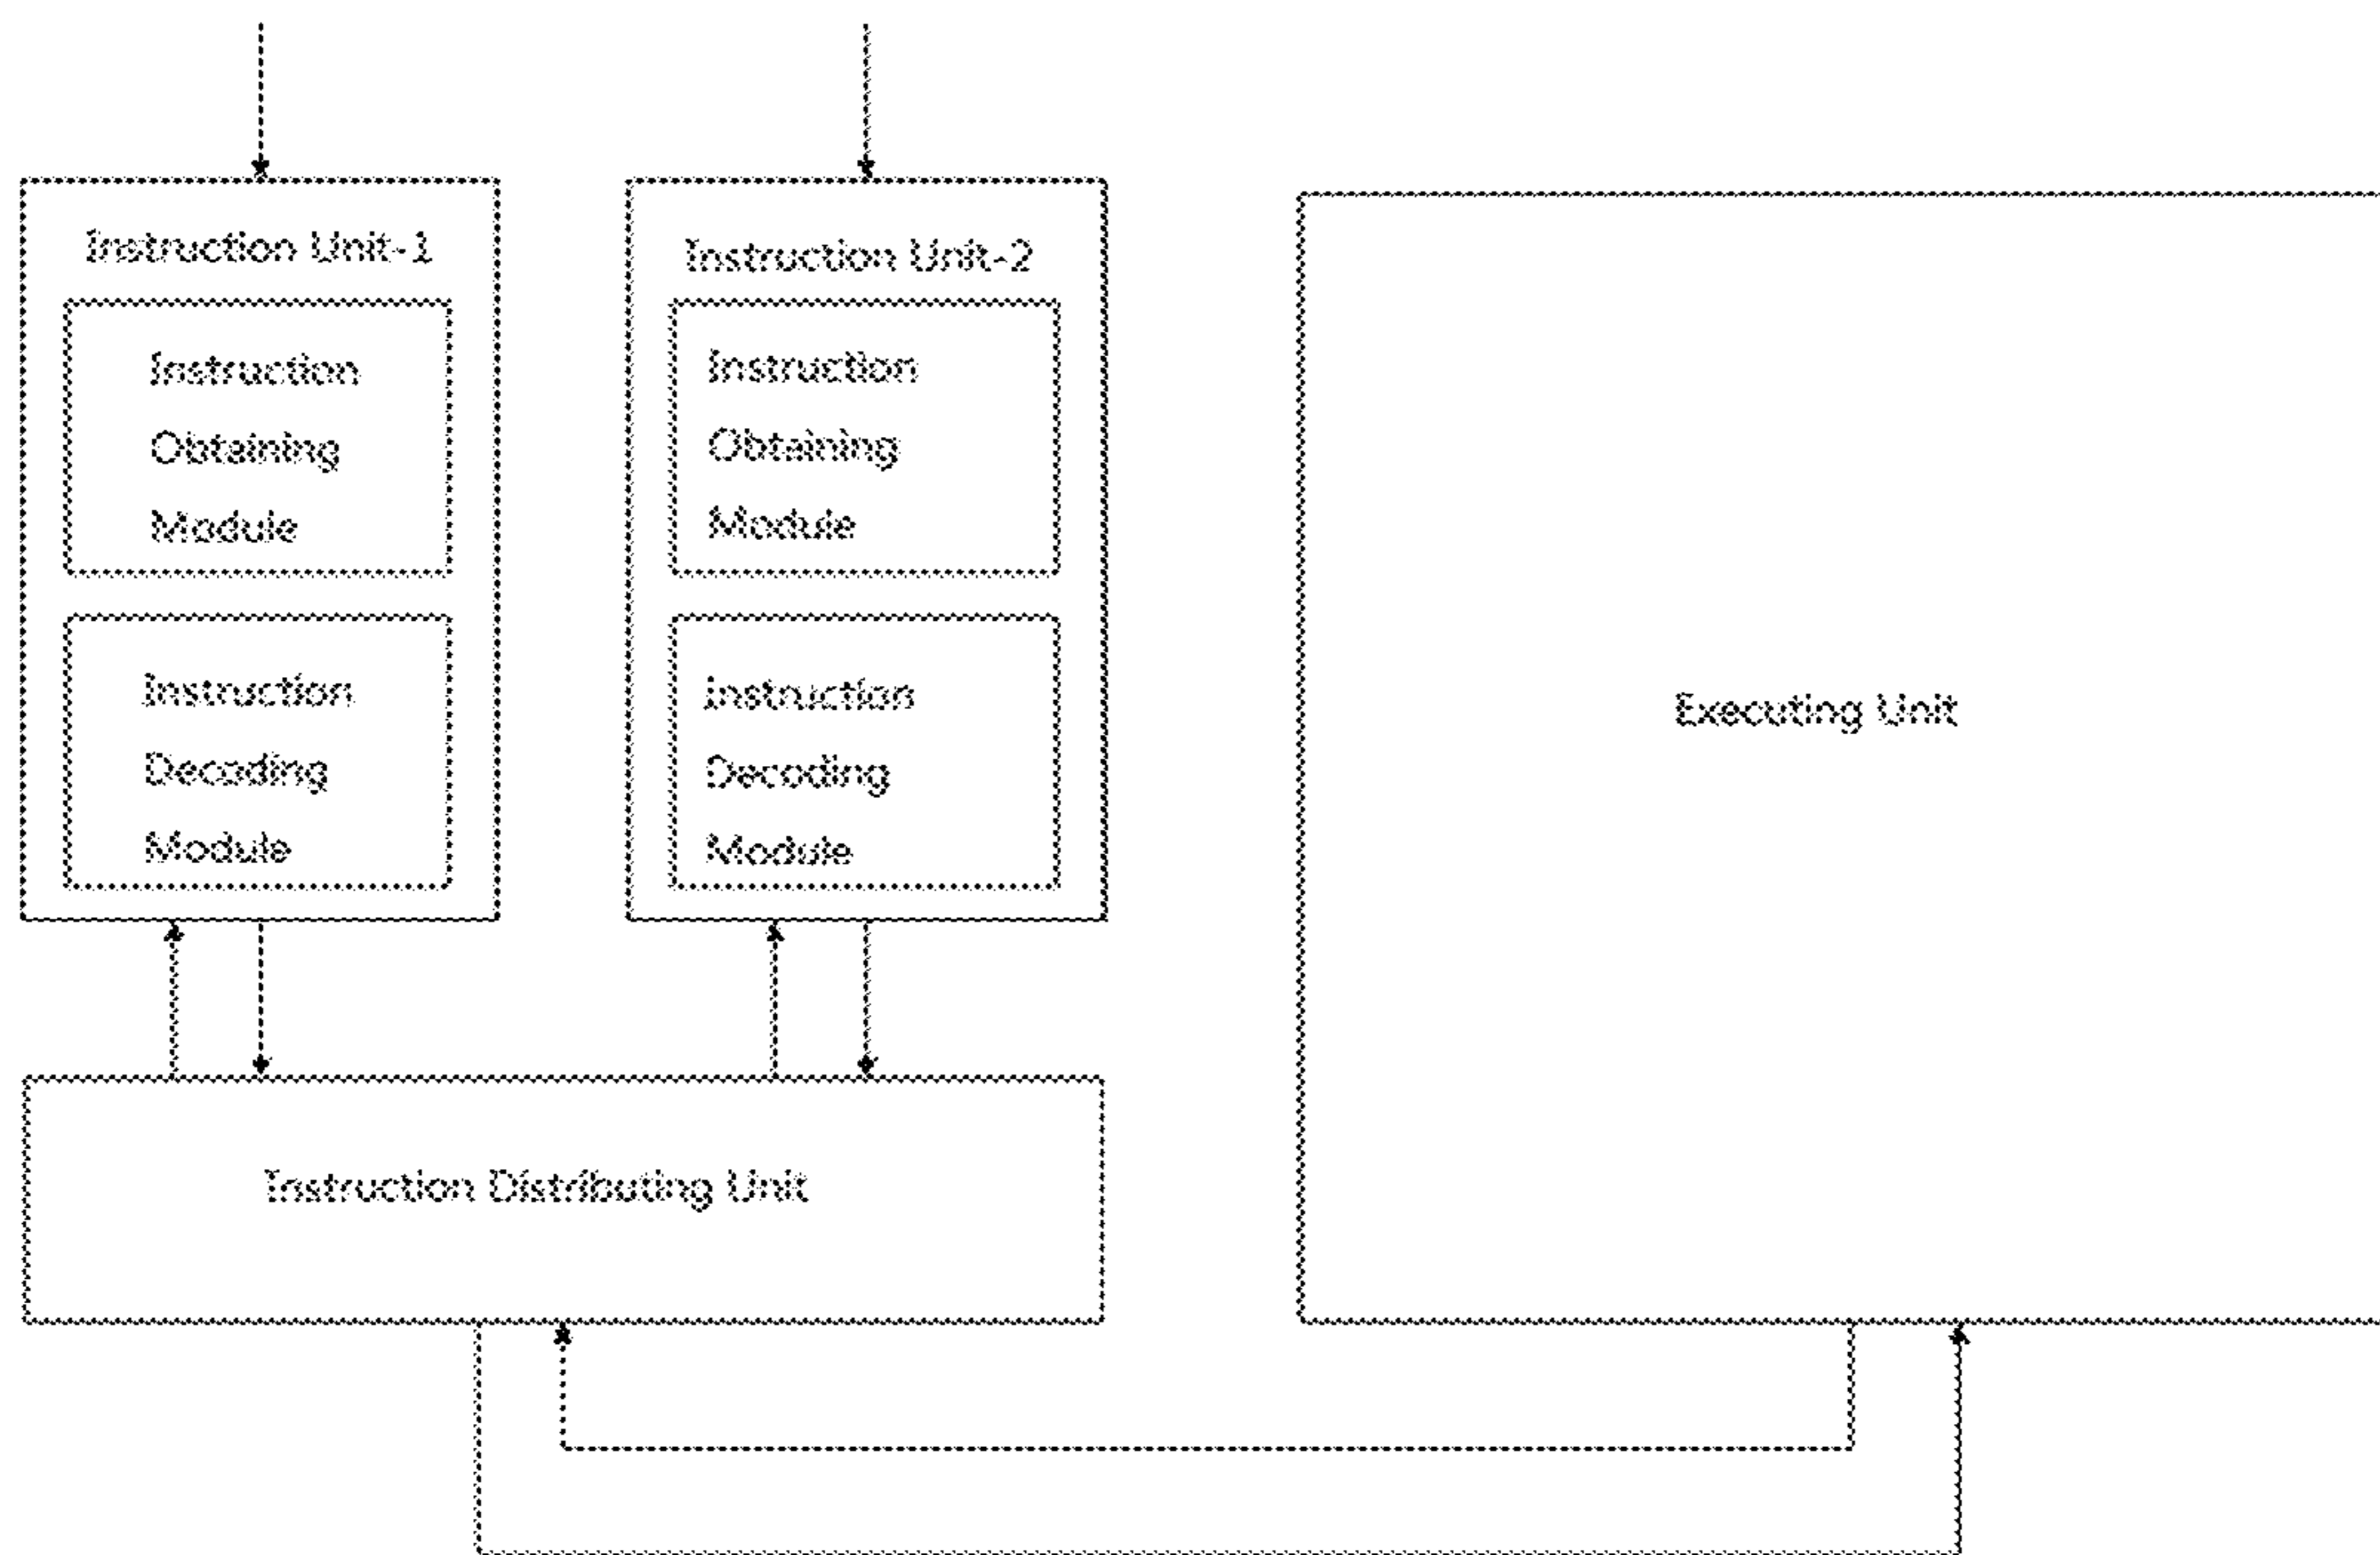 Instruction Unit-1
Instruction
Obtaining
Module
Instruction
Decoding
Module
Instruction Unit-2
Instruction
Obtaining
Module
Instruction
Decoding
Module
Executing Unit
Instruction Distributing Unit